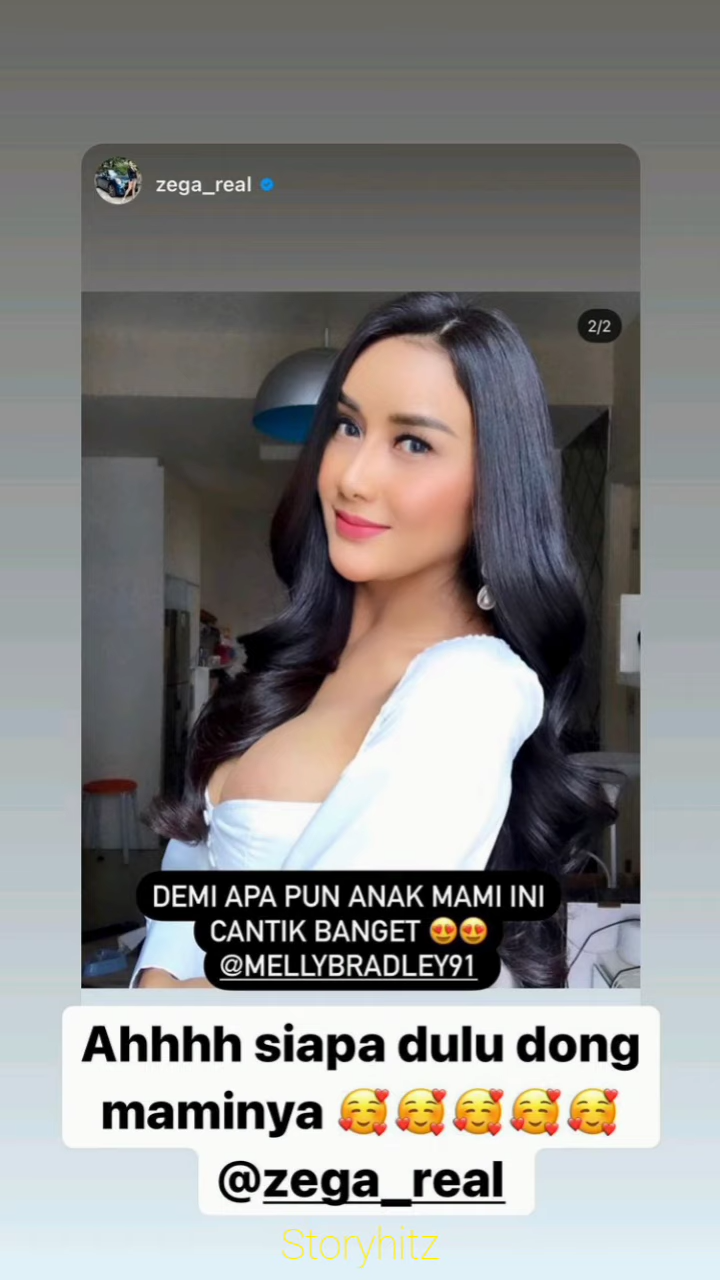 zega_real
2/2
DEMI APA PUN ANAK MAMI INI
CANTIK BANGET 😍😍
@MELLYBRADLEY91
Ahhhh siapa dulu dong
maminya 🥰🥰🥰🥰🥰
@zega_real
Storyhitz